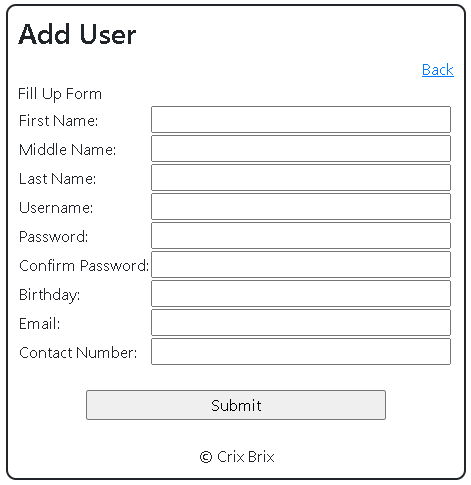 Add User
Back
Fill Up Form
First Name:
Middle Name:
Last Name:
Username:
Password:
Confirm Password:
Birthday:
Email:
Contact Number:
Submit
© Crix Brix